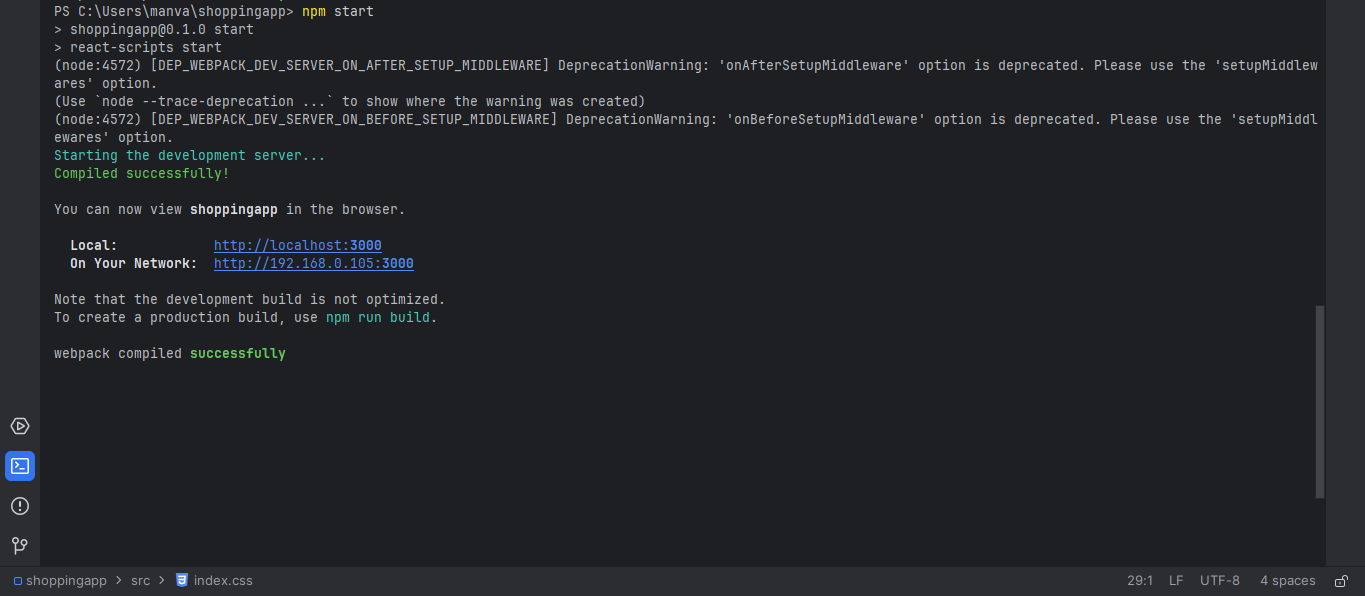 PS C:\Users\manva\shoppingapp> npm start
> shoppingapp@0.1.0 start
> react-scripts start
(node:4572) [DEP_WEBPACK_DEV_SERVER_ON_AFTER_SETUP_MIDDLEWARE] DeprecationWarning: 'onAfterSetupMiddleware' option is deprecated. Please use the 'setupMiddlew
ares' option.
(Use `node --trace-deprecation ...` to show where the warning was created)
(node:4572) [DEP_WEBPACK_DEV_SERVER_ON_BEFORE_SETUP_MIDDLEWARE] DeprecationWarning: 'onBeforeSetupMiddleware' option is deprecated. Please use the 'setupMiddl
ewares' option.
Starting the development server...
Compiled successfully!
You can now view shoppingapp in the browser.
Local: http://localhost:3000
On Your Network: http://192.168.0.105:3000
Note that the development build is not optimized.
To create a production build, use npm run build.
webpack compiled successfully
shoppingapp > src > index.css 29:1 LF UTF-8 4 spaces